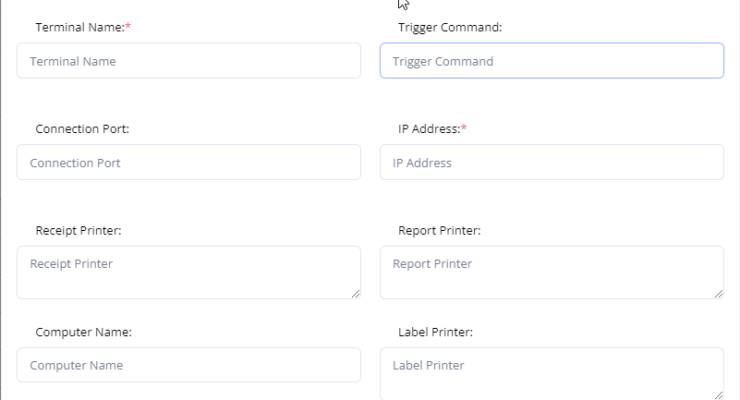 Terminal Name:*
Trigger Command:
Terminal Name
Trigger Command
Connection Port:
IP Address:*
Connection Port
IP Address
Receipt Printer:
Report Printer:
Receipt Printer
Report Printer
Computer Name:
Label Printer:
Computer Name
Label Printer